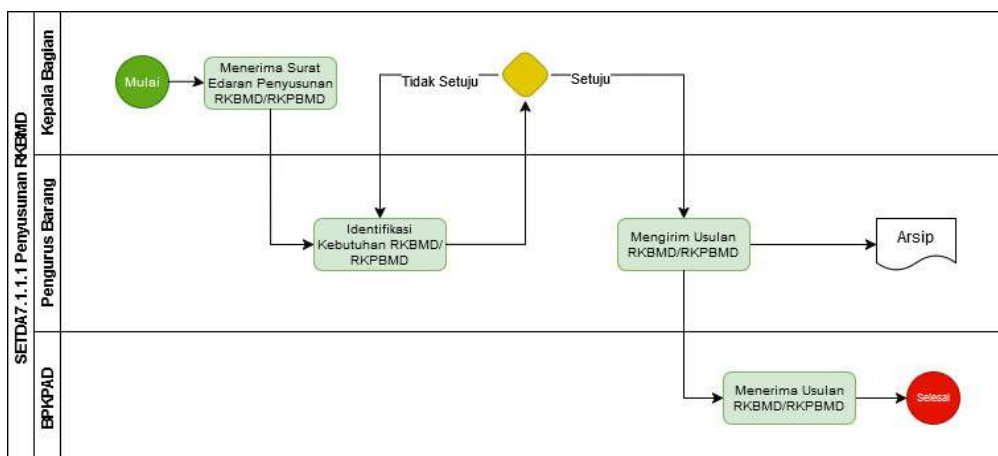 SETDA7.1.1.1 Penyusunan RKBMD
Kepala Bagian
Mulai
Menerima Surat
Edaran Penyusunan
RKBMD/RKPBMD
Tidak Setuju
Setuju
Pengurus Barang
Identifikasi
Kebutuhan RKBMD/
RKPBMD
Mengirim Usulan
RKBMD/RKPBMD
Arsip
BPKPAD
Menerima Usulan
RKBMD/RKPBMD
Selesai